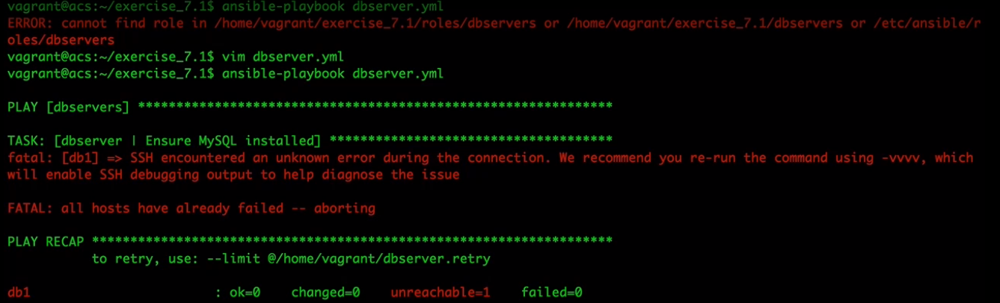 vagrant@acs:~/exercise_7.1$ ansible-playbook dbserver.yml
ERROR: cannot find role in /home/vagrant/exercise_7.1/roles/dbservers or /home/vagrant/exercise_7.1/dbservers or /etc/ansible/r
oles/dbservers
vagrant@acs:~/exercise_7.1$ vim dbserver.yml
vagrant@acs:~/exercise_7.1$ ansible-playbook dbserver.yml
PLAY [dbservers] **************************************************************
TASK: [dbserver | Ensure MySQL installed] *************************************
fatal: [db1] => SSH encountered an unknown error during the connection. We recommend you re-run the command using -vvvv, which
will enable SSH debugging output to help diagnose the issue
FATAL: all hosts have already failed -- aborting
PLAY RECAP ********************************************************************
to retry, use: --limit @/home/vagrant/dbserver.retry
db1 : ok=0 changed=0 unreachable=1 failed=0